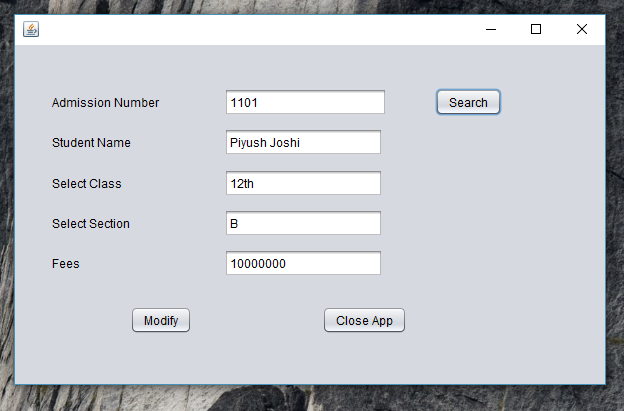 Admission Number 1101 Search
Student Name Piyush Joshi
Select Class 12th
Select Section B
Fees 10000000
Modify Close App